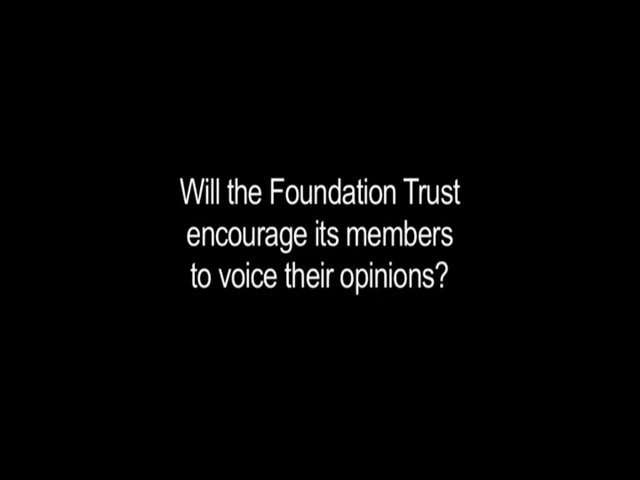 Will the Foundation Trust
encourage its members
to voice their opinions?